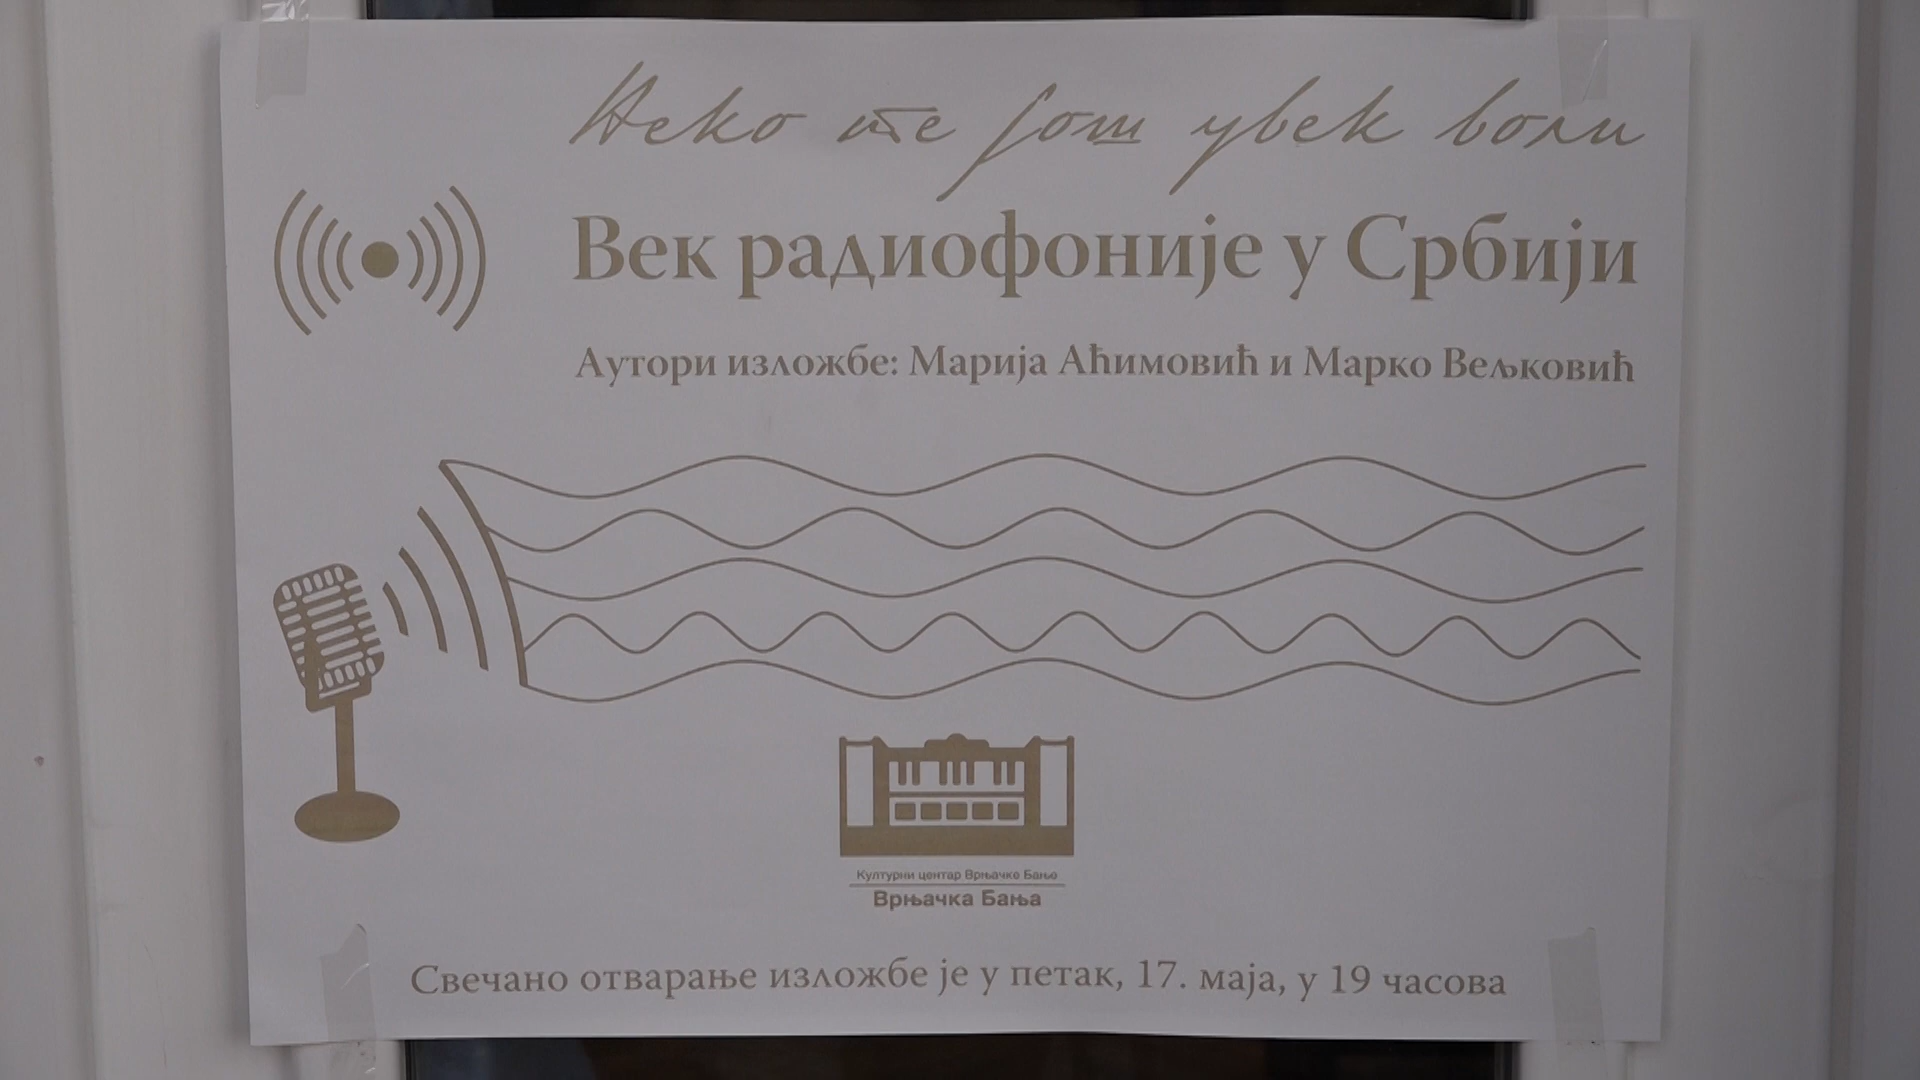 Неко те још увек воли
Век радиофоније у Србији
Аутори изложбе: Марија Аћимовић и Марко Вељковић
Културни центар Врњачке Бање
Врњачка Бања
Свечано отварање изложбе је у петак, 17. маја, у 19 часова